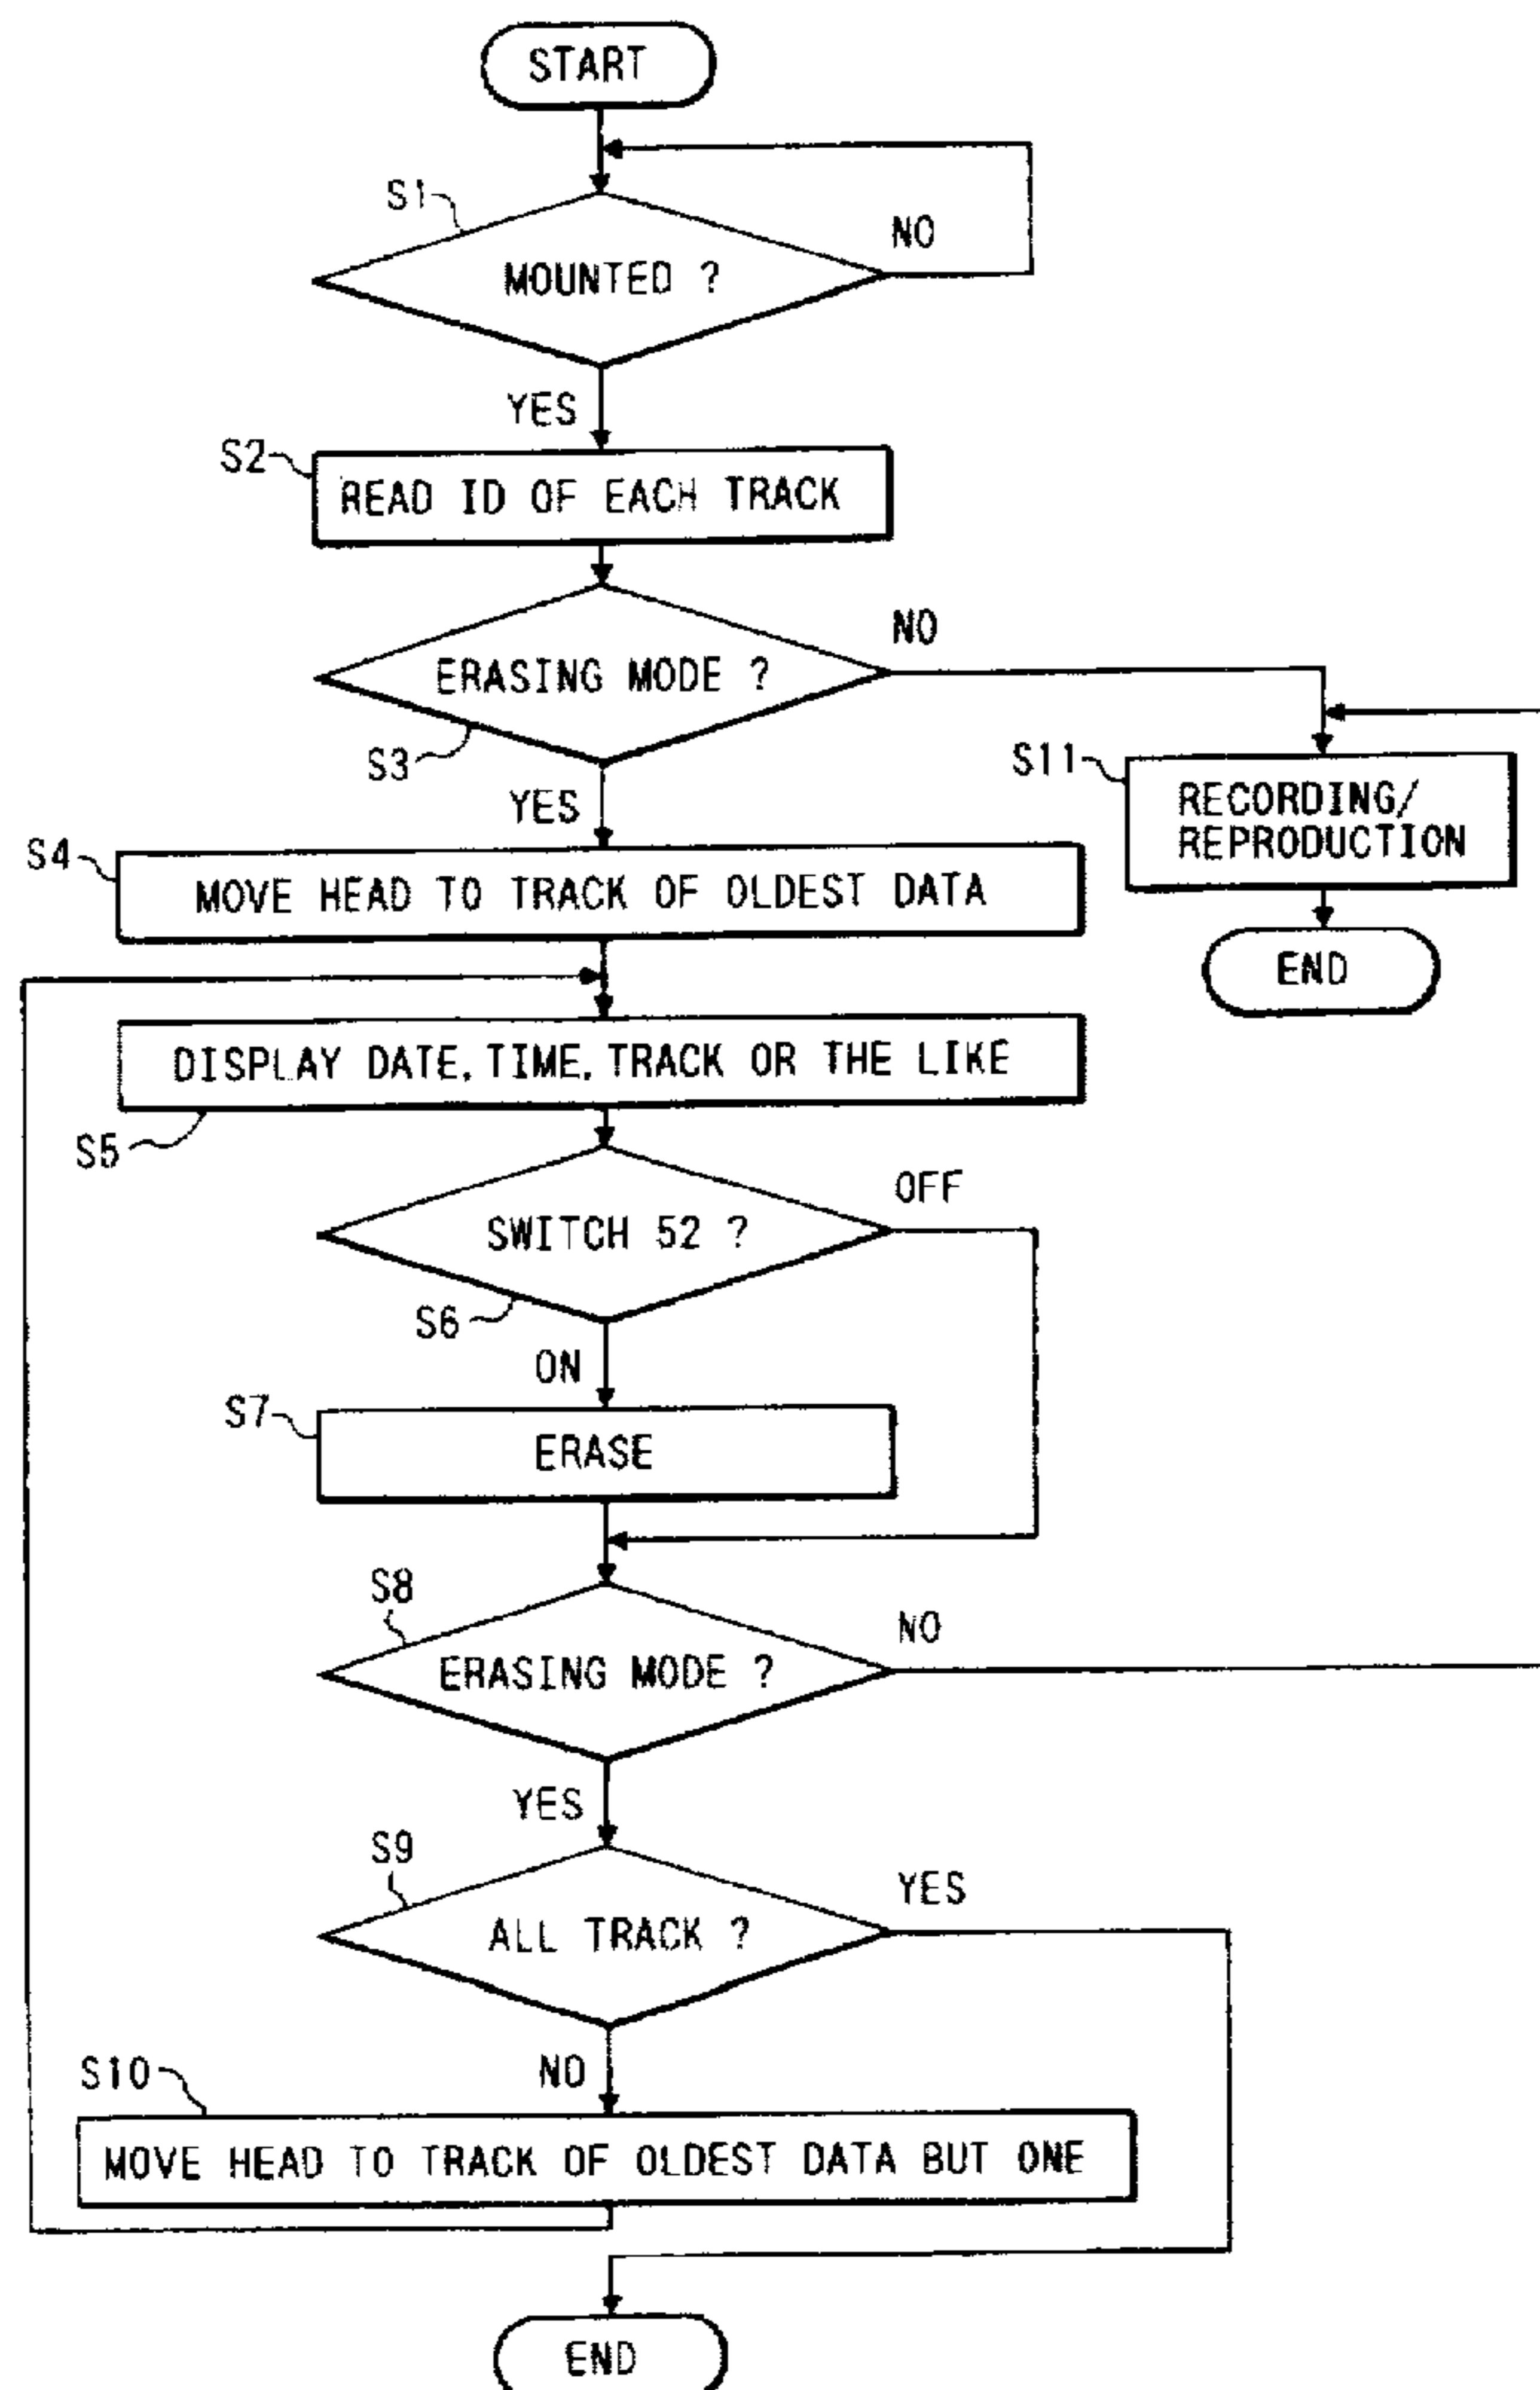 START
S1
NO
MOUNTED ?
YES
S2
READ ID OF EACH TRACK
NO
ERASING MODE ?
S3
S11
RECORDING/
REPRODUCTION
YES
S4
MOVE HEAD TO TRACK OF OLDEST DATA
END
DISPLAY DATE, TIME, TRACK OR THE LIKE
S5
OFF
SWITCH 52 ?
S6
ON
S7
ERASE
S8
NO
ERASING MODE ?
YES
S9
YES
ALL TRACK ?
NO
S10
MOVE HEAD TO TRACK OF OLDEST DATA BUT ONE
END